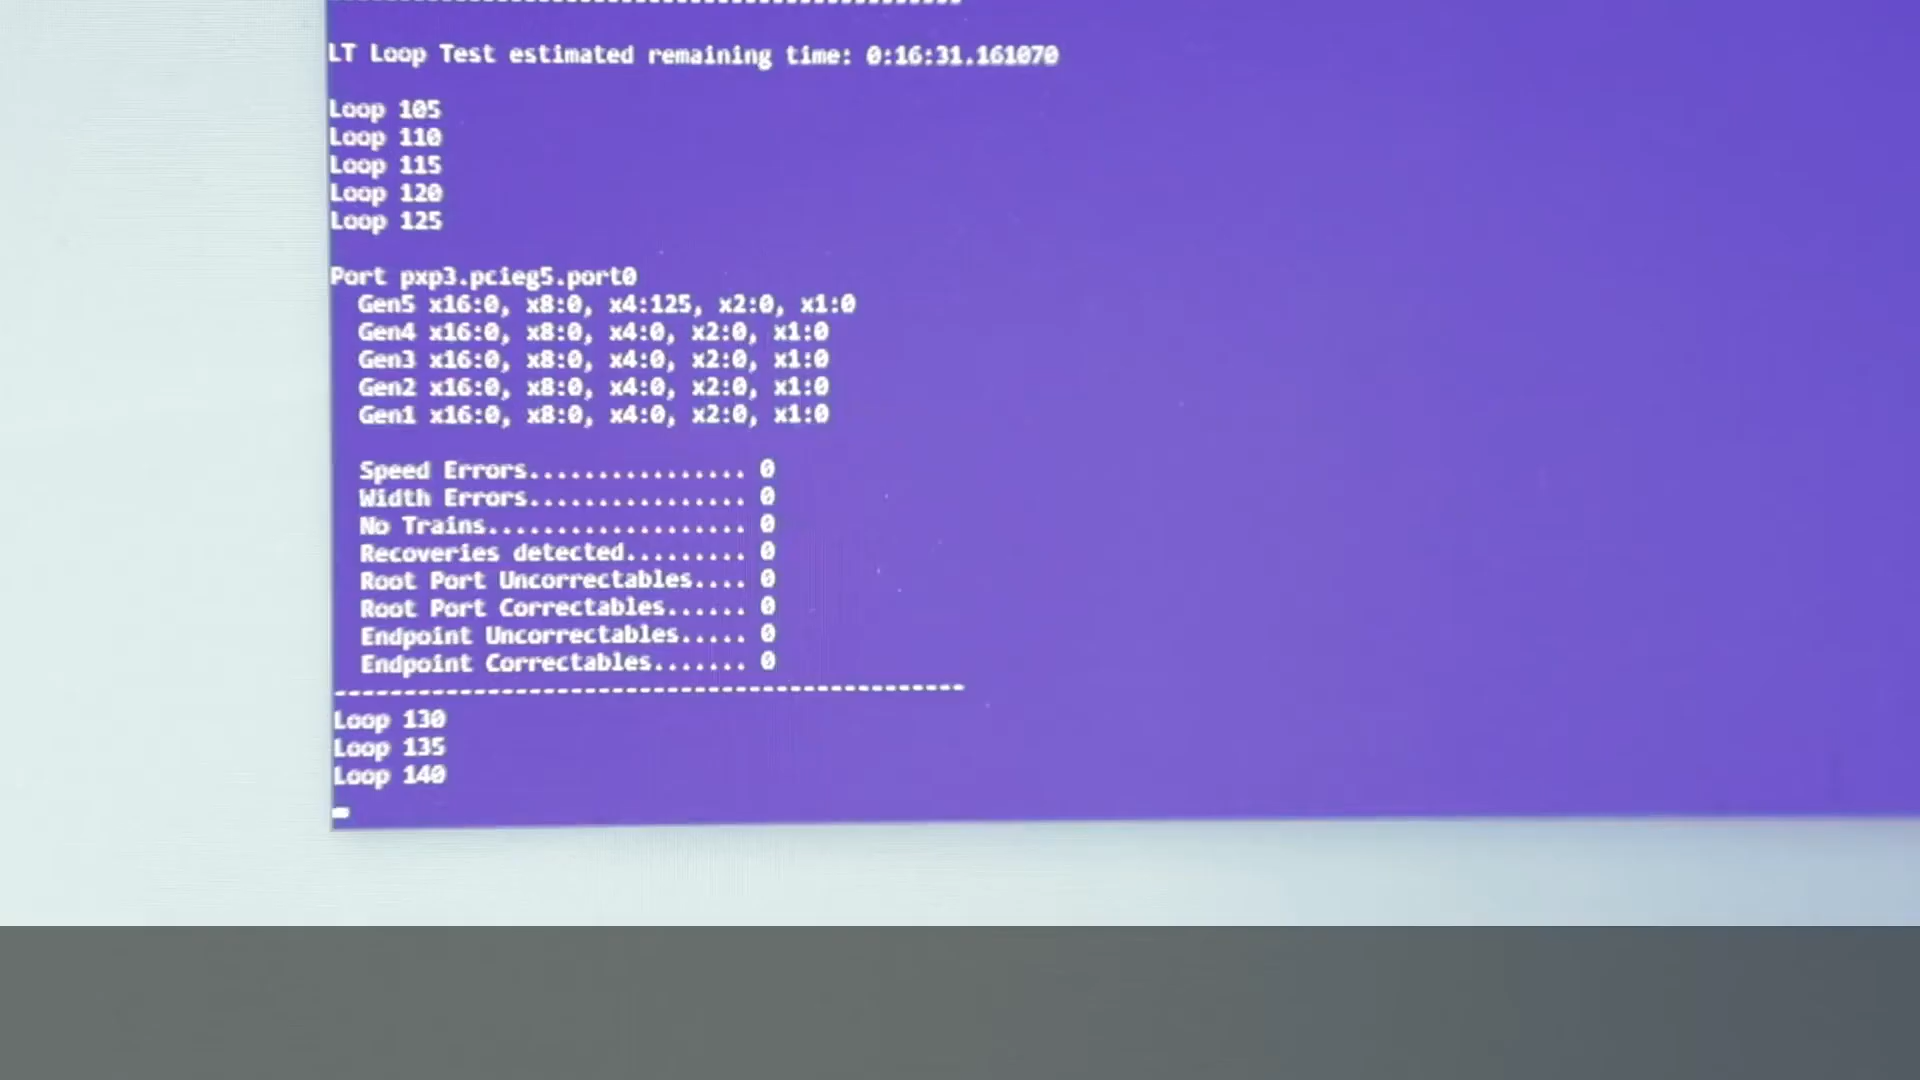 LT Loop Test estimated remaining time: 0:16:31.161070
Loop 105
Loop 110
Loop 115
Loop 120
Loop 125
Port pxp3.pcieg5.port0
Gen5 x16:0, x8:0, x4:125, x2:0, x1:0
Gen4 x16:0, x8:0, x4:0, x2:0, x1:0
Gen3 x16:0, x8:0, x4:0, x2:0, x1:0
Gen2 x16:0, x8:0, x4:0, x2:0, x1:0
Gen1 x16:0, x8:0, x4:0, x2:0, x1:0
Speed Errors................ 0
Width Errors................ 0
No Trains................... 0
Recoveries detected......... 0
Root Port Uncorrectables.... 0
Root Port Correctables...... 0
Endpoint Uncorrectables..... 0
Endpoint Correctables....... 0
----------------------------------------------
Loop 130
Loop 135
Loop 140